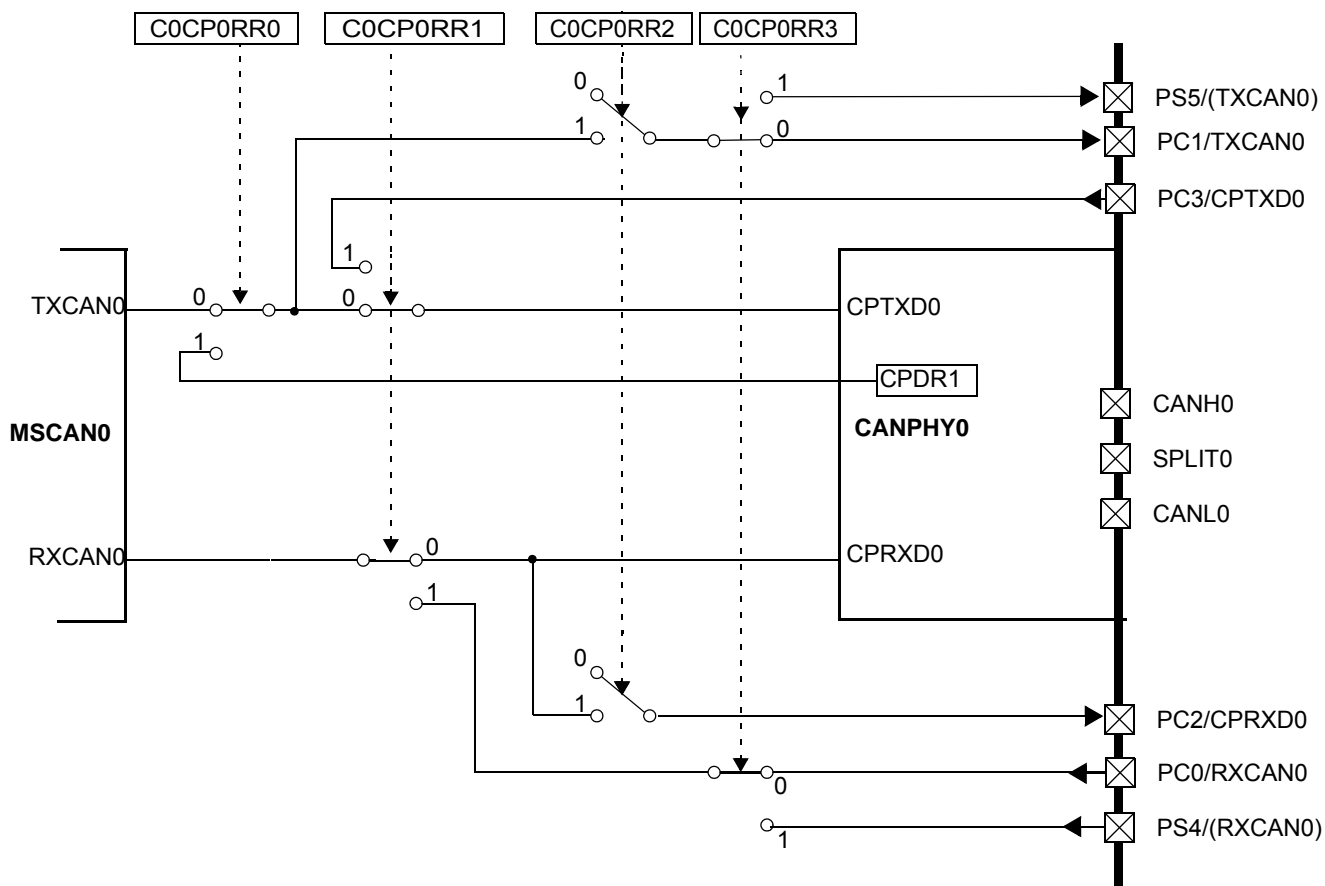 C0CP0RR0 C0CP0RR1 C0CP0RR2 C0CP0RR3
0 1 PS5/(TXCAN0)
1 0 PC1/TXCAN0
PC3/CPTXD0
1
TXCAN0 0 0 CPTXD0
1
CPDR1
CANH0
MSCAN0 CANPHY0
SPLIT0
CANL0
RXCAN0 0 CPRXD0
1
0
1 PC2/CPRXD0
0 PC0/RXCAN0
1 PS4/(RXCAN0)